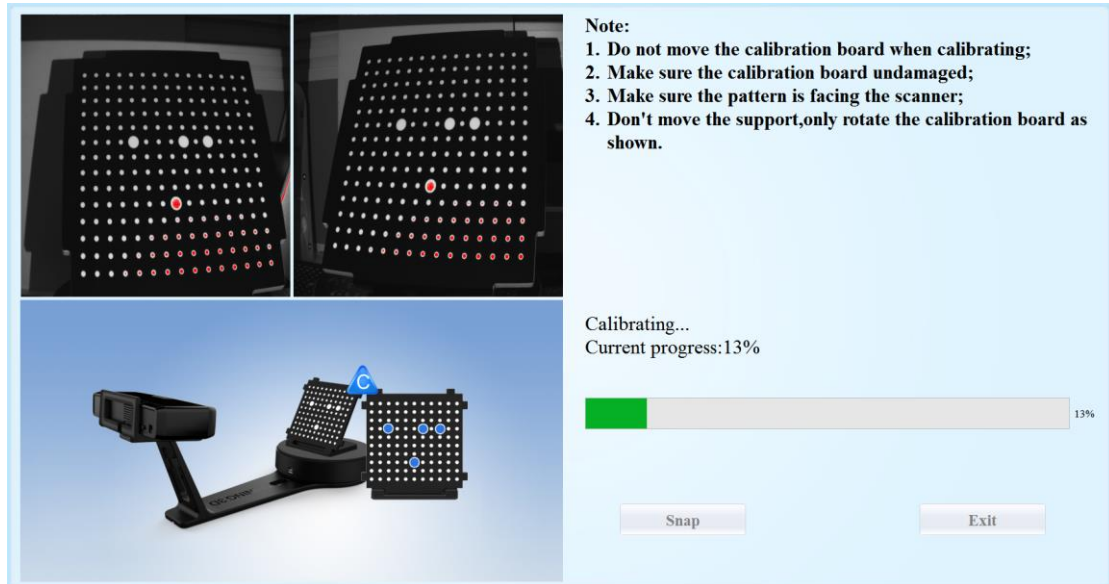 Note:
1. Do not move the calibration board when calibrating;
2. Make sure the calibration board undamaged;
3. Make sure the pattern is facing the scanner;
4. Don't move the support,only rotate the calibration board as
shown.
C
Calibrating...
Current progress:13%
13%
Snap
Exit